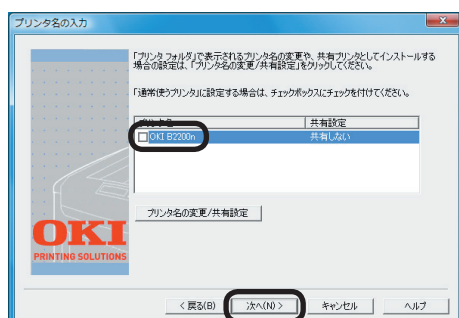 プリンタ名の入力
「プリンタ フォルダ」で表示されるプリンタ名の変更や、共有プリンタとしてインストールする
場合の設定は、「プリンタ名の変更/共有設定」をクリックしてください。
「通常使うプリンタ」に設定する場合は、チェックボックスにチェックを付けてください。
プリンタ名 共有設定
OKI B2200n 共有しない
プリンタ名の変更/共有設定
OKI
PRINTING SOLUTIONS
< 戻る(B) 次へ(N) > キャンセル ヘルプ